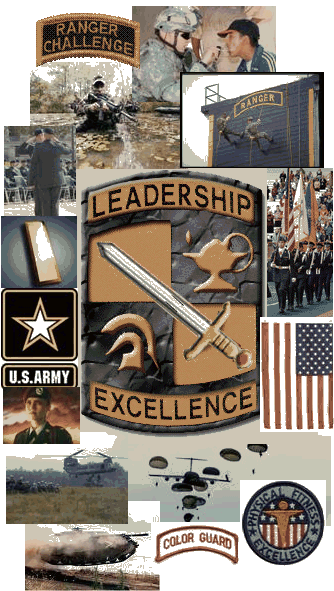 RANGER
CHALLENGE
RANGER
LEADERSHIP
U.S.ARMY
EXCELLENCE
COLOR GUARD
PHYSICAL FITNESS
EXCELLENCE